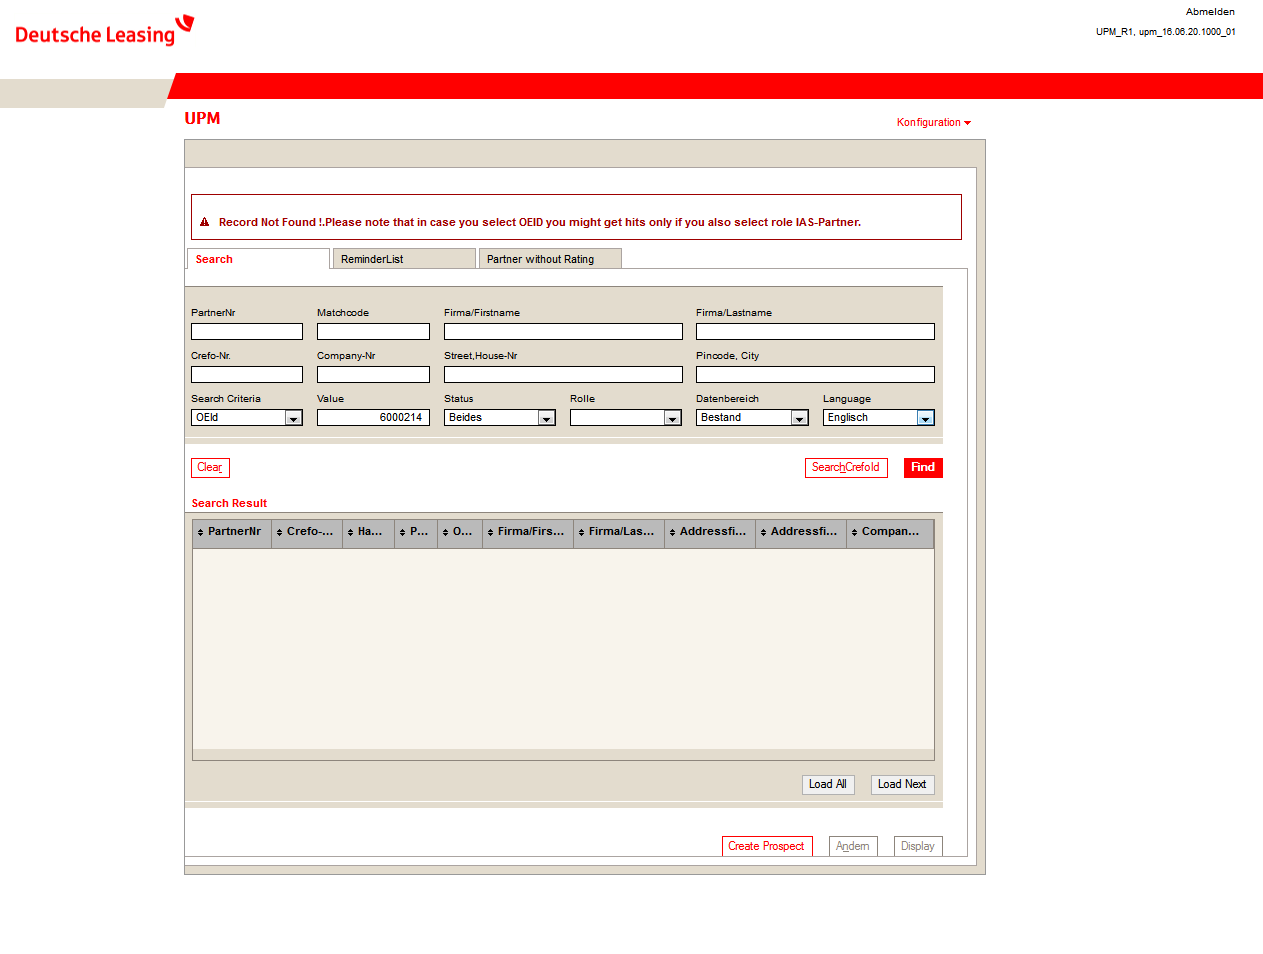 Abmelden
Deutsche Leasing
UPM_R1, upm_16.06.20.1000_01
UPM
Konfiguration
Record Not Found !.Please note that in case you select OEID you might get hits only if you also select role IAS-Partner.
Search ReminderList Partner without Rating
PartnerNr Matchcode Firma/Firstname Firma/Lastname
Crefo-Nr. Company-Nr Street,House-Nr Pincode, City
Search Criteria Value Status Rolle Datenbereich Language
OEId 6000214 Beides Bestand Englisch
Clear SearchCrefoId Find
Search Result
PartnerNr Crefo-... Ha... P... O... Firma/Firs... Firma/Las... Addressfi... Addressfi... Compan...
Load All Load Next
Create Prospect Ändern Display